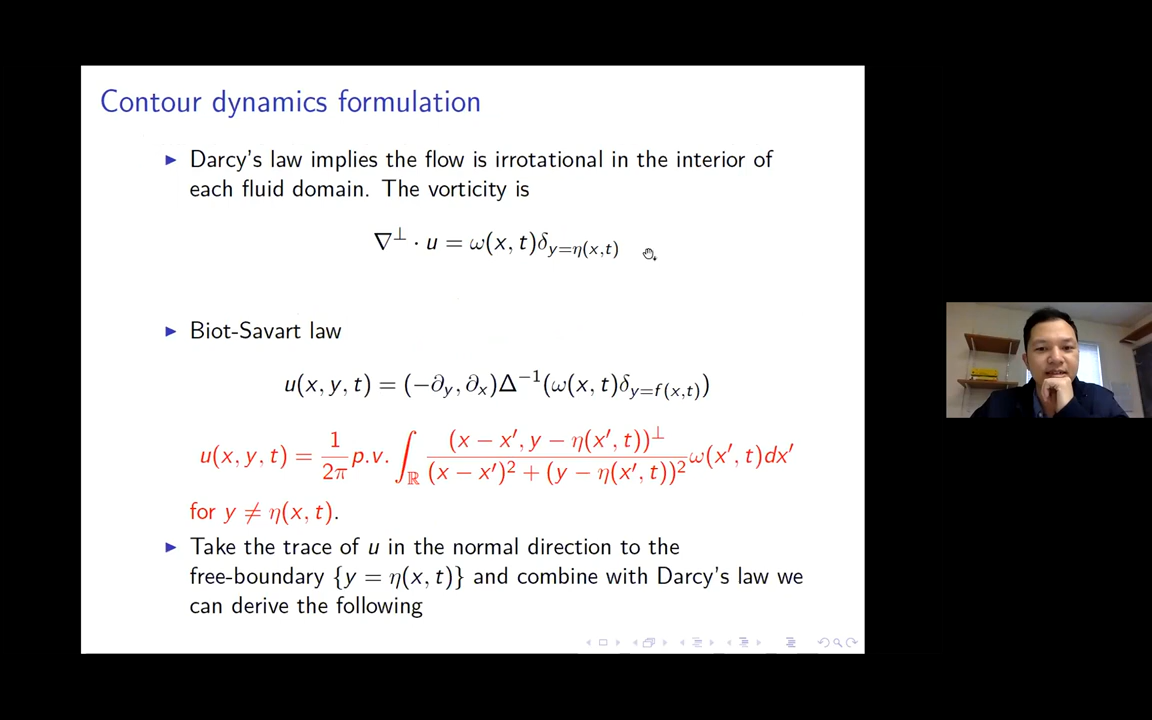 Contour dynamics formulation
▶ Darcy's law implies the flow is irrotational in the interior of
each fluid domain. The vorticity is
∇⊥ · u = ω(x, t)δ_{y=η(x,t)}
▶ Biot-Savart law
u(x, y, t) = (−∂_y, ∂_x)Δ^{−1}(ω(x, t)δ_{y=f(x,t)})
u(x, y, t) = \frac{1}{2π} p.v. ∫_ℝ \frac{(x − x′, y − η(x′, t))^⊥}{(x − x′)^2 + (y − η(x′, t))^2} ω(x′, t)dx′
for y ≠ η(x, t).
▶ Take the trace of u in the normal direction to the
free-boundary {y = η(x, t)} and combine with Darcy's law we
can derive the following